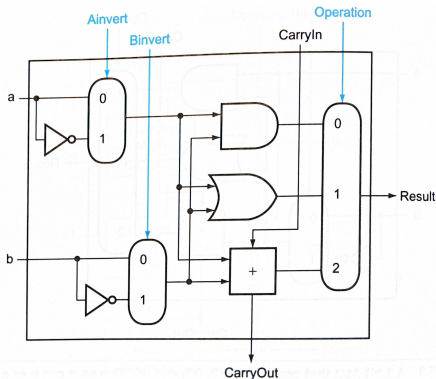 Operation
Ainvert
CarryIn
Binvert
a
0
1
0
1
Result
b
0
1
+
2
CarryOut